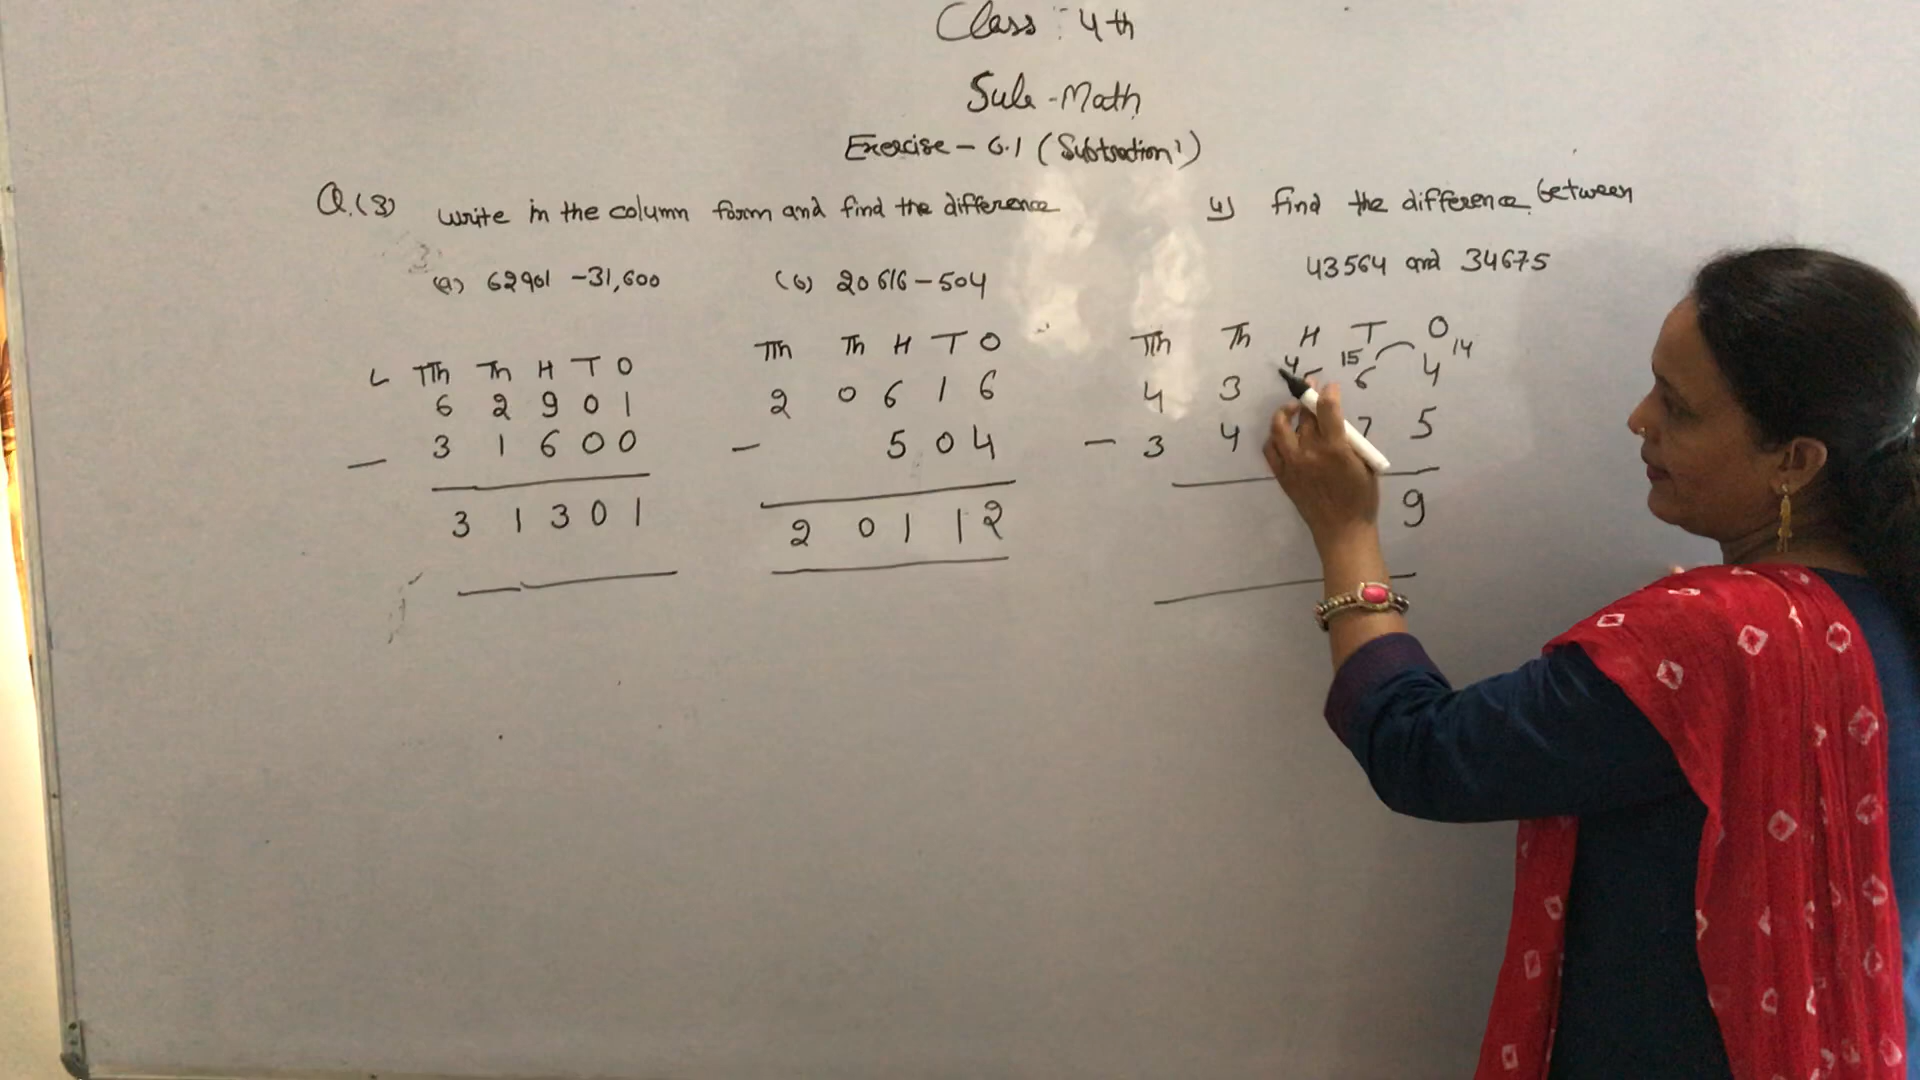 Class : 4th
Sub - Math
Exercise - 6.1 (Subtraction)
Q.(3) write in the column form and find the difference
(a) 62901 - 31,600
(b) 20616 - 504
TTh Th H T O
6 2 9 0 1
- 3 1 6 0 0
3 1 3 0 1
TTh Th H T O
2 0 6 1 6
- 5 0 4
2 0 1 1 2
4) find the difference between
43564 and 34675
TTh Th H T O
4 15 14
4 3 5 6 4
- 3 4 7 5
9